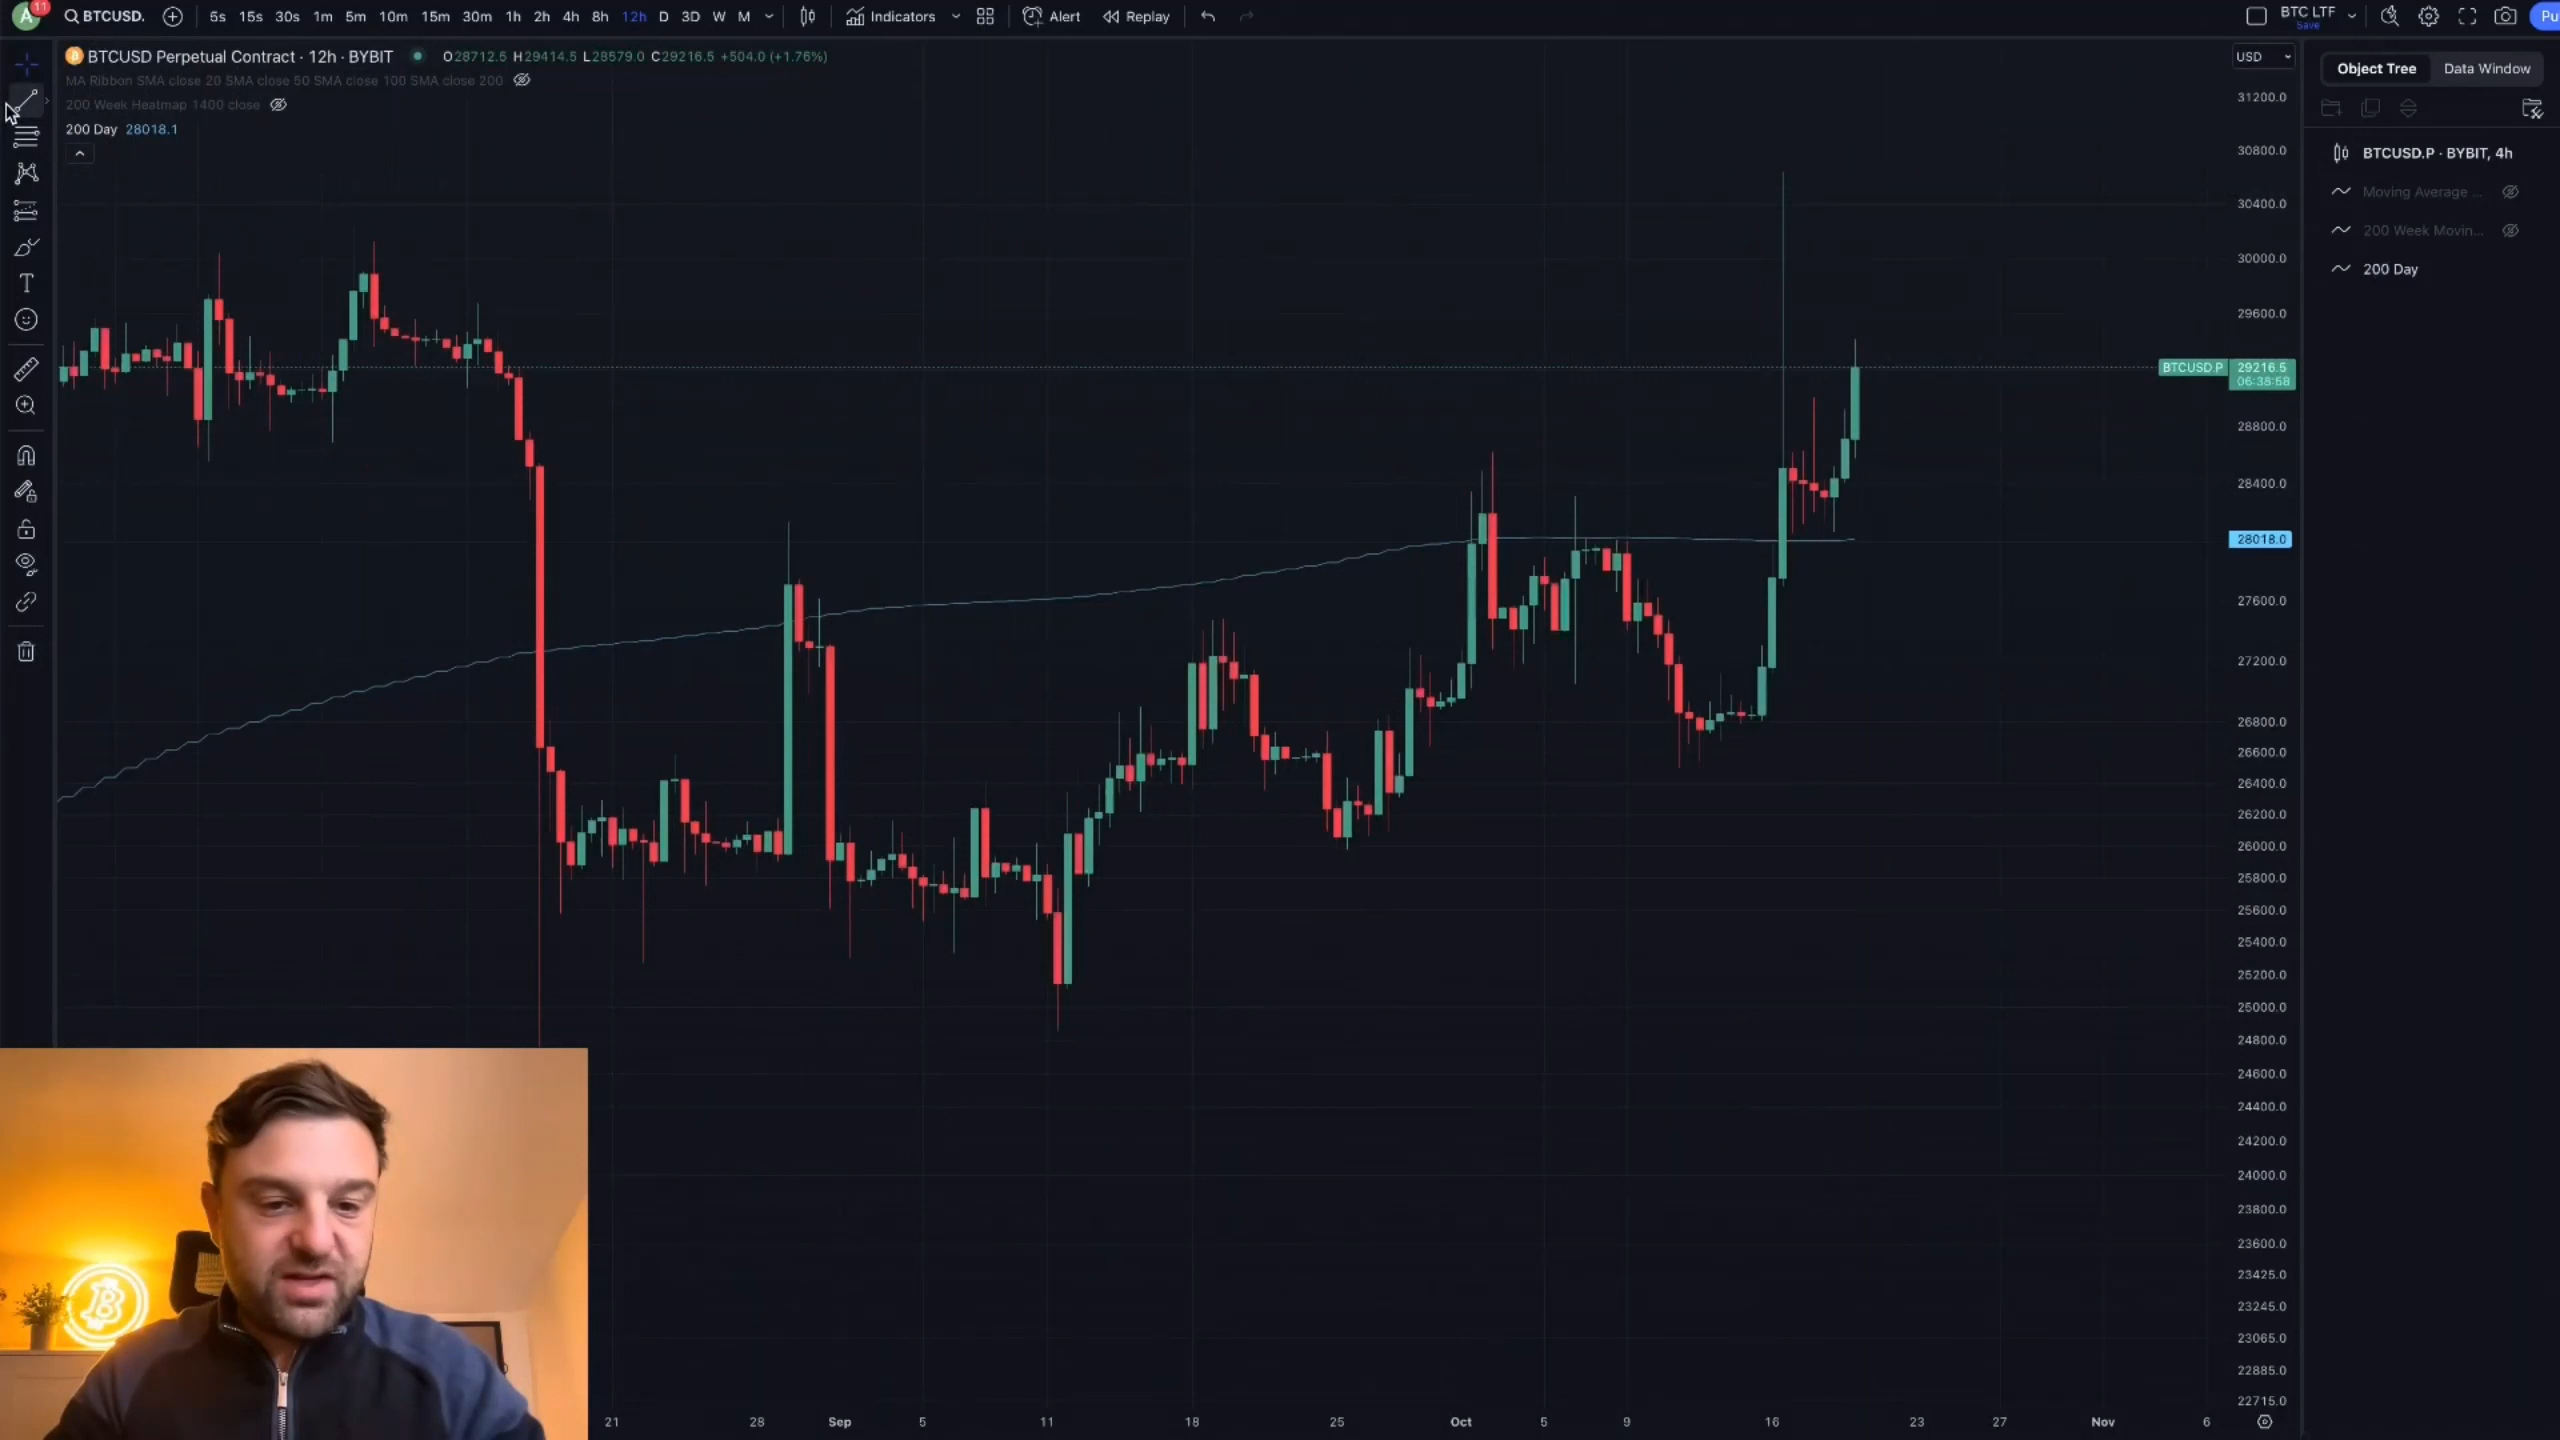 A 11 BTCUSD. 5s 15s 30s 1m 5m 10m 15m 30m 1h 2h 4h 8h 12h D 3D W M Indicators Alert Replay BTC LTF Save Pu
BTCUSD Perpetual Contract · 12h · BYBIT O28712.5 H29414.5 L28579.0 C29216.5 +504.0 (+1.76%)
MA Ribbon SMA close 20 SMA close 50 SMA close 100 SMA close 200
200 Week Heatmap 1400 close
200 Day 28018.1
USD
31200.0
30800.0
30400.0
30000.0
29600.0
BTCUSD.P 29216.5
06:38:58
28800.0
28400.0
28018.0
27600.0
27200.0
26800.0
26600.0
26400.0
26200.0
26000.0
25800.0
25600.0
25400.0
25200.0
25000.0
24800.0
24600.0
24400.0
24200.0
24000.0
23800.0
23600.0
23425.0
23245.0
23065.0
22885.0
22715.0
21 28 Sep 5 11 18 25 Oct 5 9 16 23 27 Nov 6
Object Tree Data Window
BTCUSD.P · BYBIT, 4h
Moving Average ...
200 Week Movin...
200 Day